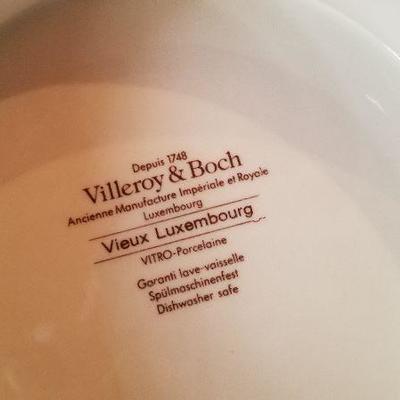 Depuis 1748
Villeroy & Boch
Ancienne Manufacture Impériale et Royale
Luxembourg
Vieux Luxembourg
VITRO-Porcelaine
Garanti lave-vaisselle
Spülmaschinenfest
Dishwasher safe